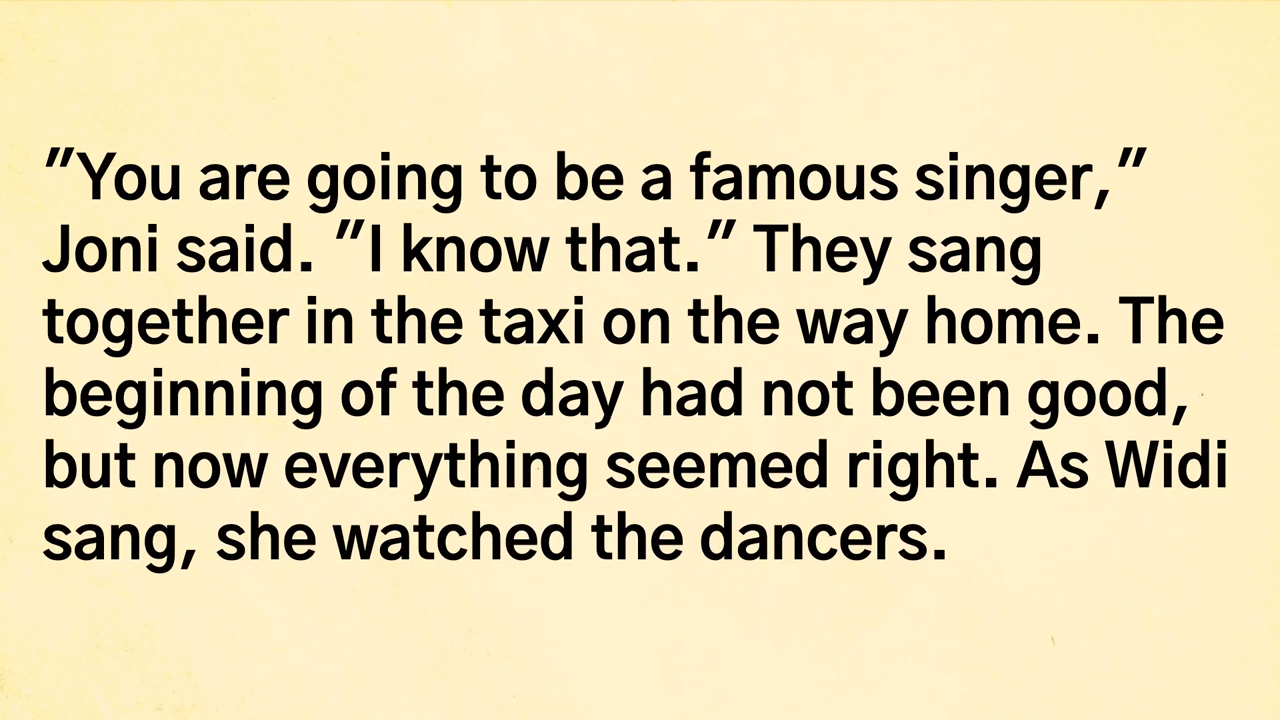 "You are going to be a famous singer,"
Joni said. "I know that." They sang
together in the taxi on the way home. The
beginning of the day had not been good,
but now everything seemed right. As Widi
sang, she watched the dancers.